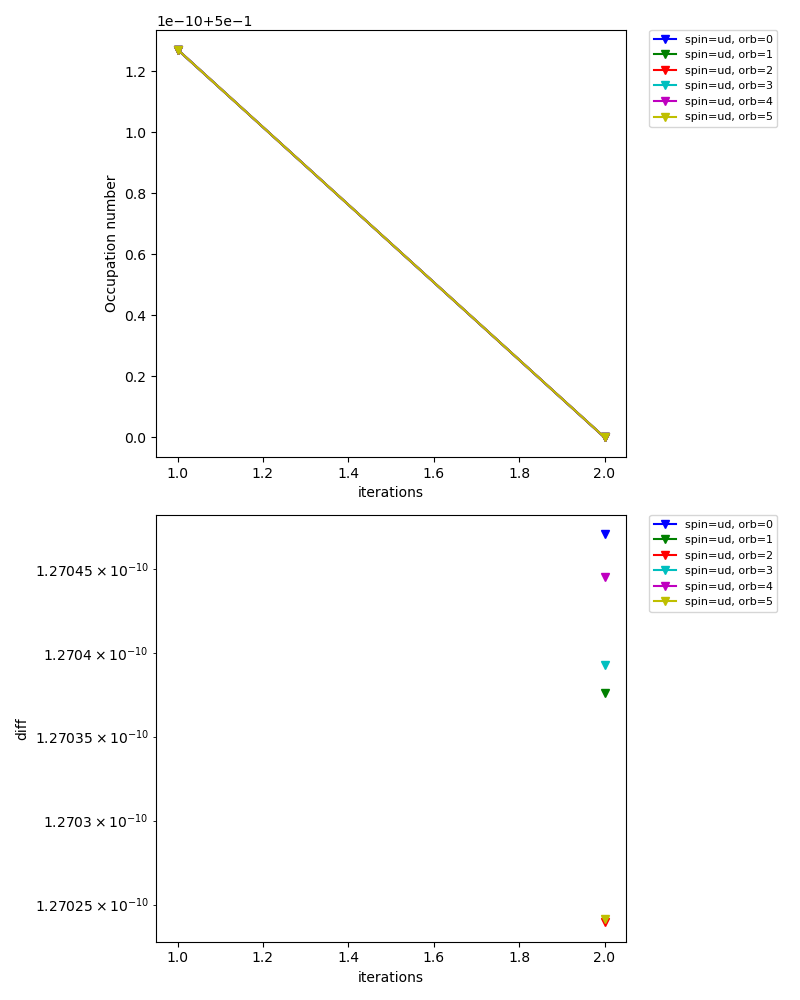 1e−10+5e−1
1.2
1.0
0.8
0.6
0.4
0.2
0.0
Occupation number
1.0 1.2 1.4 1.6 1.8 2.0
iterations
spin=ud, orb=0
spin=ud, orb=1
spin=ud, orb=2
spin=ud, orb=3
spin=ud, orb=4
spin=ud, orb=5
1.27045 × 10⁻¹⁰
1.2704 × 10⁻¹⁰
1.27035 × 10⁻¹⁰
1.2703 × 10⁻¹⁰
1.27025 × 10⁻¹⁰
diff
1.0 1.2 1.4 1.6 1.8 2.0
iterations
spin=ud, orb=0
spin=ud, orb=1
spin=ud, orb=2
spin=ud, orb=3
spin=ud, orb=4
spin=ud, orb=5